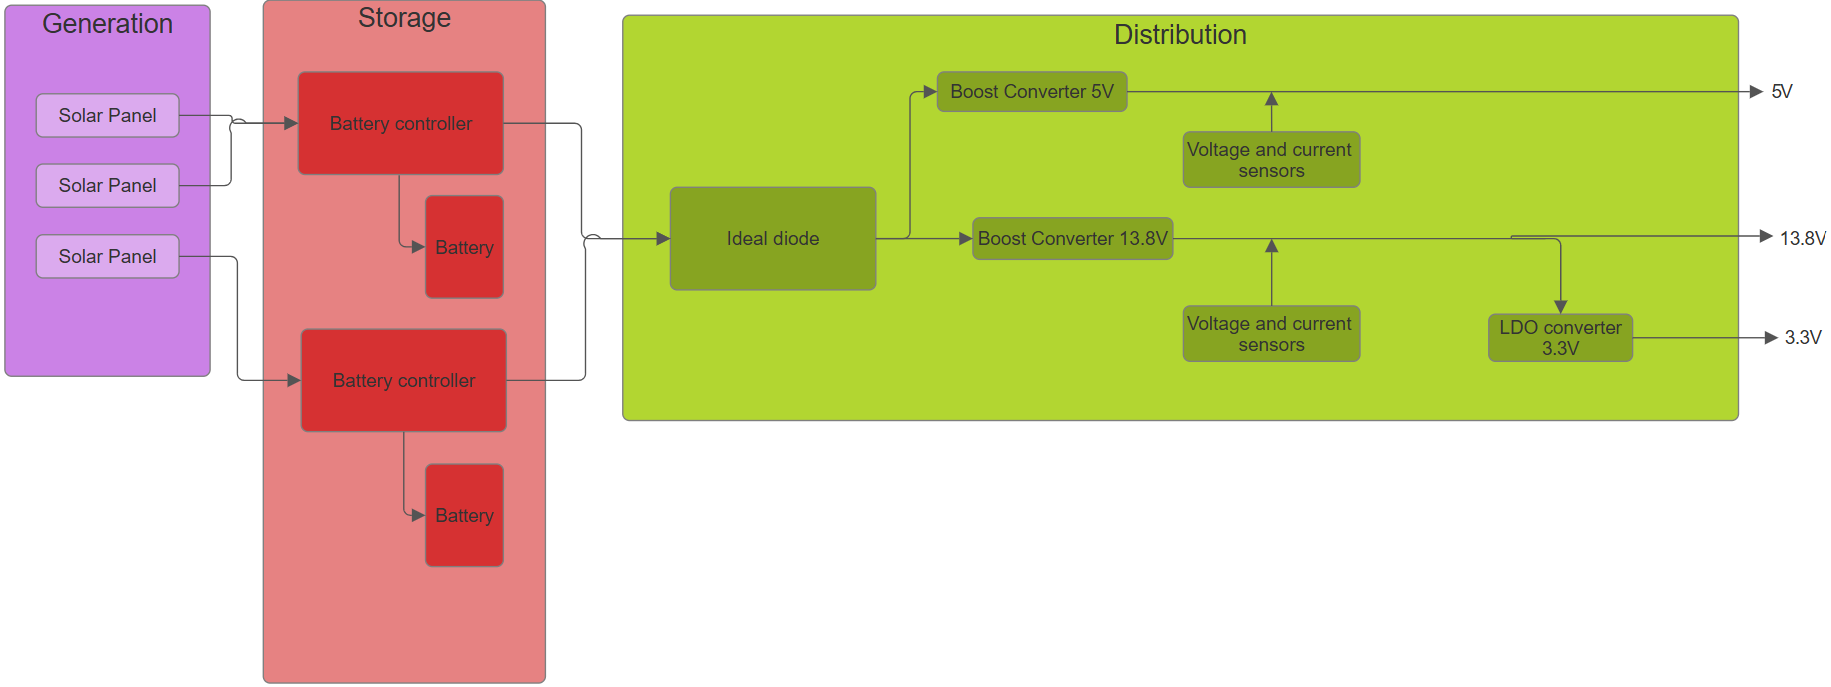 Generation
Solar Panel
Solar Panel
Solar Panel
Storage
Battery controller
Battery
Battery controller
Battery
Distribution
Ideal diode
Boost Converter 5V
Voltage and current
sensors
5V
Boost Converter 13.8V
Voltage and current
sensors
13.8V
LDO converter
3.3V
3.3V